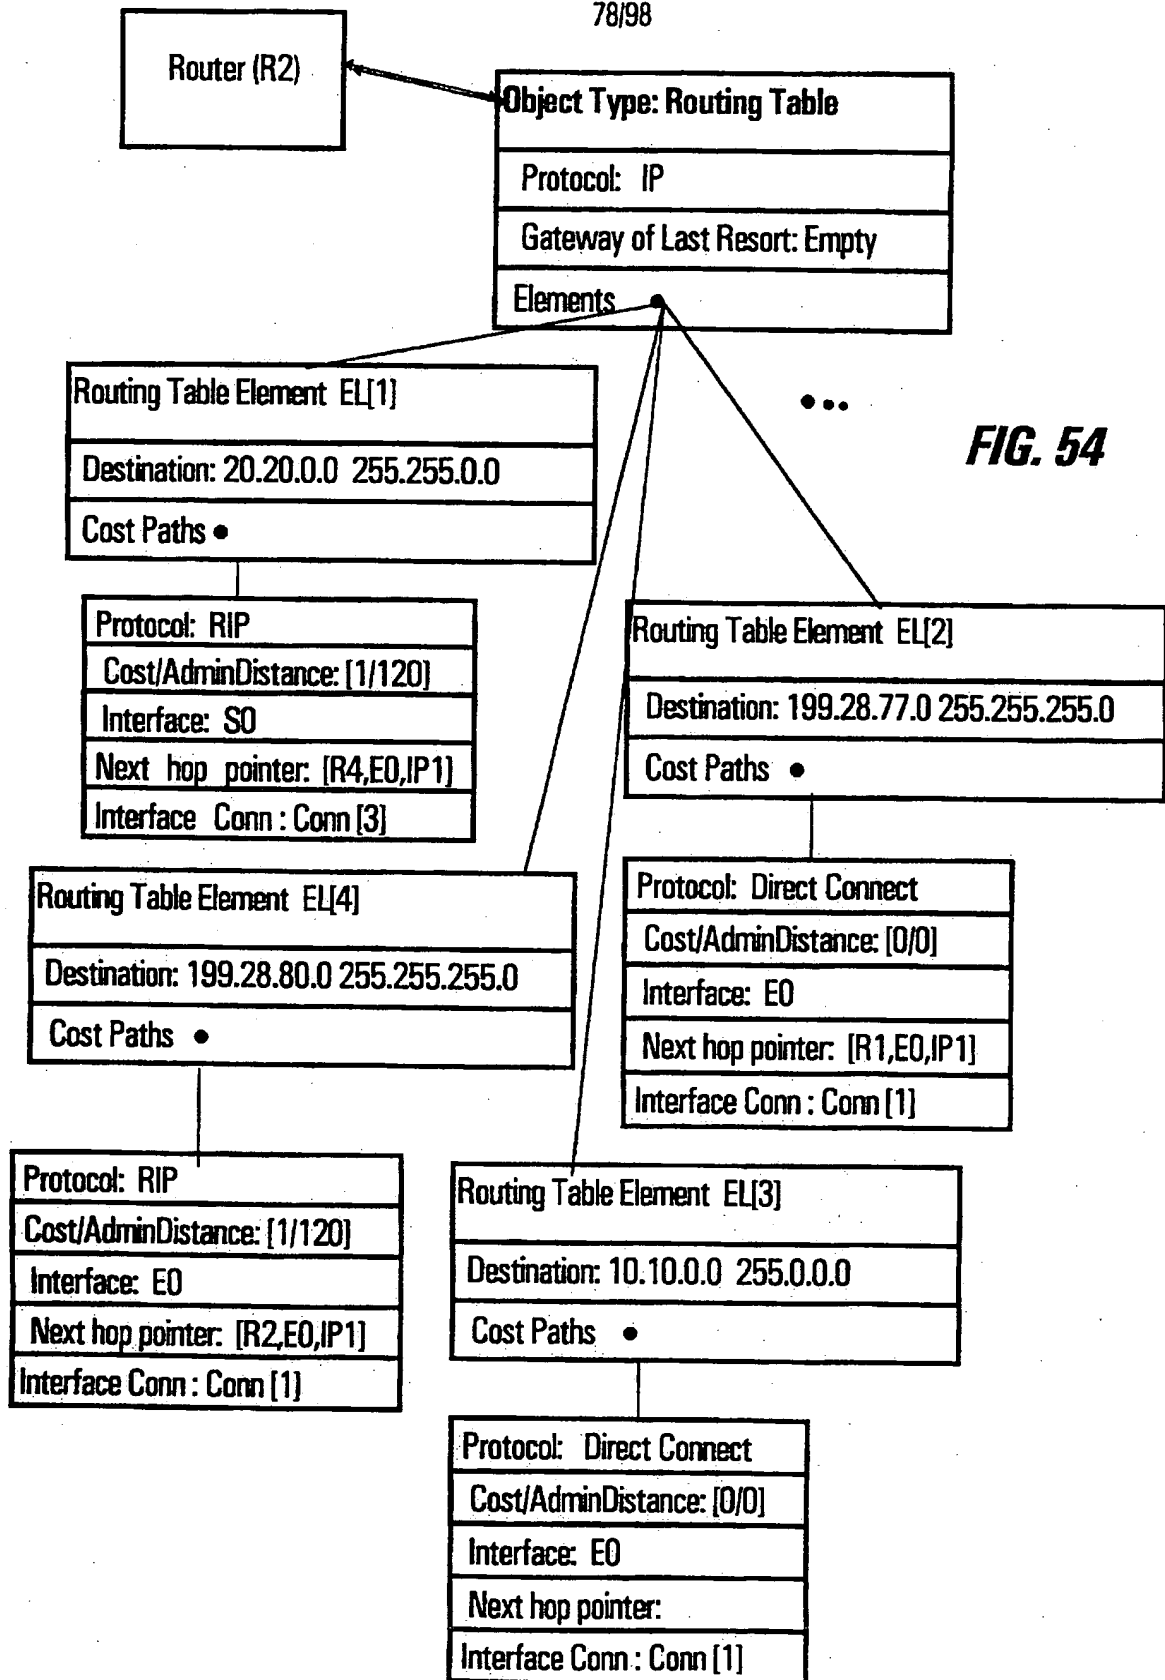 78/98
Router (R2)
Object Type: Routing Table
Protocol: IP
Gateway of Last Resort: Empty
Elements
Routing Table Element EL[1]
Destination: 20.20.0.0 255.255.0.0
Cost Paths
FIG. 54
Protocol: RIP
Cost/AdminDistance: [1/120]
Interface: S0
Next hop pointer: [R4,E0,IP1]
Interface Conn : Conn [3]
Routing Table Element EL[2]
Destination: 199.28.77.0 255.255.255.0
Cost Paths
Protocol: Direct Connect
Cost/AdminDistance: [0/0]
Interface: E0
Next hop pointer: [R1,E0,IP1]
Interface Conn : Conn [1]
Routing Table Element EL[4]
Destination: 199.28.80.0 255.255.255.0
Cost Paths
Protocol: RIP
Cost/AdminDistance: [1/120]
Interface: E0
Next hop pointer: [R2,E0,IP1]
Interface Conn : Conn [1]
Routing Table Element EL[3]
Destination: 10.10.0.0 255.0.0.0
Cost Paths
Protocol: Direct Connect
Cost/AdminDistance: [0/0]
Interface: E0
Next hop pointer:
Interface Conn : Conn [1]